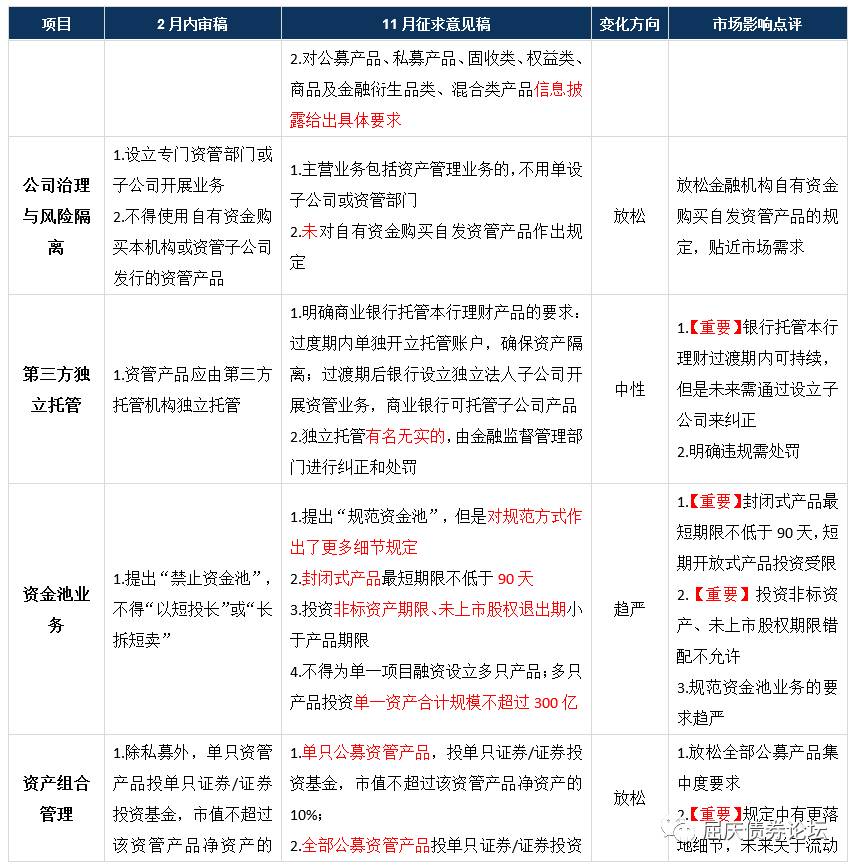 项目
2 月内审稿
11 月征求意见稿
变化方向
市场影响点评
2.对公募产品、私募产品、固收类、权益类、
商品及金融衍生品类、混合类产品信息披
露给出具体要求
公司治理
与风险隔
离
1.设立专门资管部门或
子公司开展业务
2.不得使用自有资金购
买本机构或资管子公司
发行的资管产品
1.主营业务包括资产管理业务的，不用单设
子公司或资管部门
2.未对自有资金购买自发资管产品作出规
定
放松
放松金融机构自有资金
购买自发资管产品的规
定，贴近市场需求
第三方独
立托管
1.资管产品应由第三方
托管机构独立托管
1.明确商业银行托管本行理财产品的要求：
过度期内单独开立托管账户，确保资产隔
离；过渡期后银行设立独立法人子公司开
展资管业务，商业银行可托管子公司产品
2.独立托管有名无实的，由金融监督管理部
门进行纠正和处罚
中性
1.【重要】银行托管本行
理财过渡期内可持续，
但是未来需通过设立子
公司来纠正
2.明确违规需处罚
资金池业
务
1.提出“禁止资金池”，
不得“以短投长”或“长
拆短卖”
1.提出“规范资金池”，但是对规范方式作
出了更多细节规定
2.封闭式产品最短期限不低于 90 天
3.投资非标资产期限、未上市股权退出期小
于产品期限
4.不得为单一项目融资设立多只产品；多只
产品投资单一资产合计规模不超过 300 亿
趋严
1.【重要】封闭式产品最
短期限不低于 90 天，短
期开放式产品投资受限
2.【重要】投资非标资
产、未上市股权期限错
配不允许
3.规范资金池业务的要
求趋严
资产组合
管理
1.除私募外，单只资管
产品投单只证券/证券
投资基金，市值不超过
该资管产品净资产的
1.单只公募资管产品，投单只证券/证券投
资基金，市值不超过该资管产品净资产的
10%；
2.全部公募资管产品投单只证券/证券投资
放松
1.放松全部公募产品集
中度要求
2.【重要】规定中有更落
地细节，未来关于流动
屈庆债券论坛